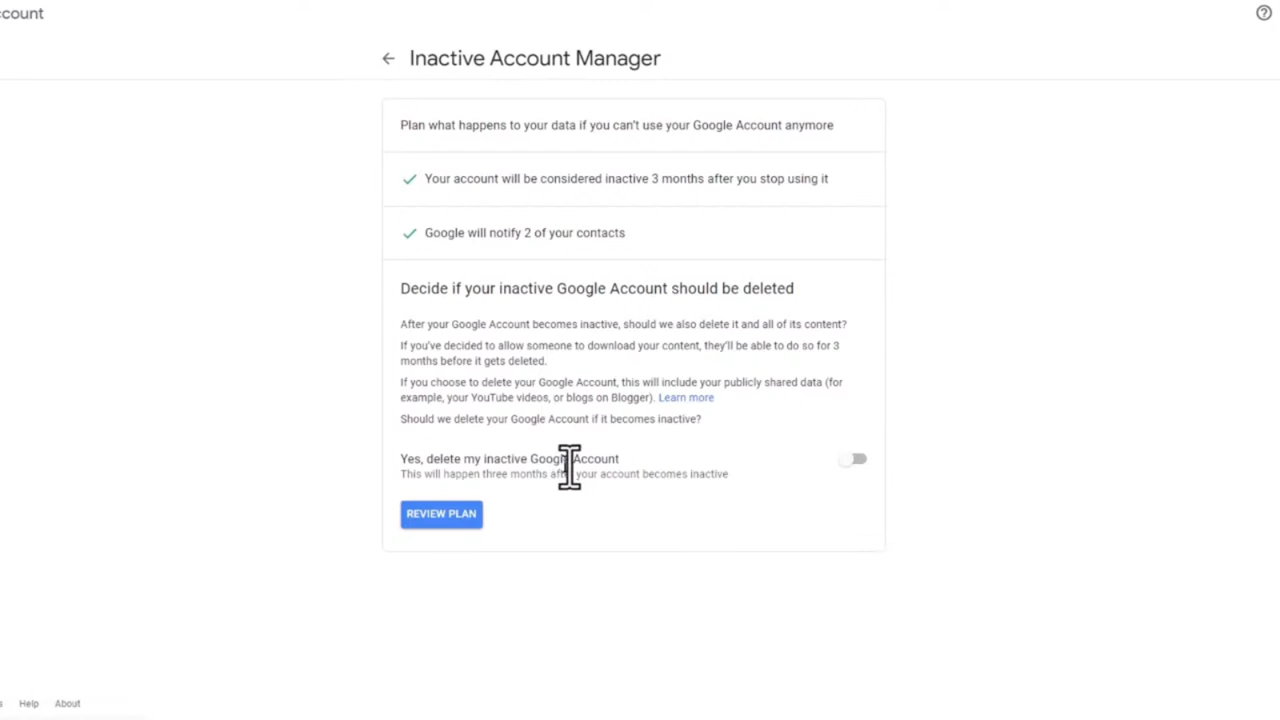 Inactive Account Manager
Plan what happens to your data if you can't use your Google Account anymore
Your account will be considered inactive 3 months after you stop using it
Google will notify 2 of your contacts
Decide if your inactive Google Account should be deleted
After your Google Account becomes inactive, should we also delete it and all of its content?
If you've decided to allow someone to download your content, they'll be able to do so for 3
months before it gets deleted.
If you choose to delete your Google Account, this will include your publicly shared data (for
example, your YouTube videos, or blogs on Blogger). Learn more
Should we delete your Google Account if it becomes inactive?
Yes, delete my inactive Google Account
This will happen three months after your account becomes inactive
REVIEW PLAN
Help About